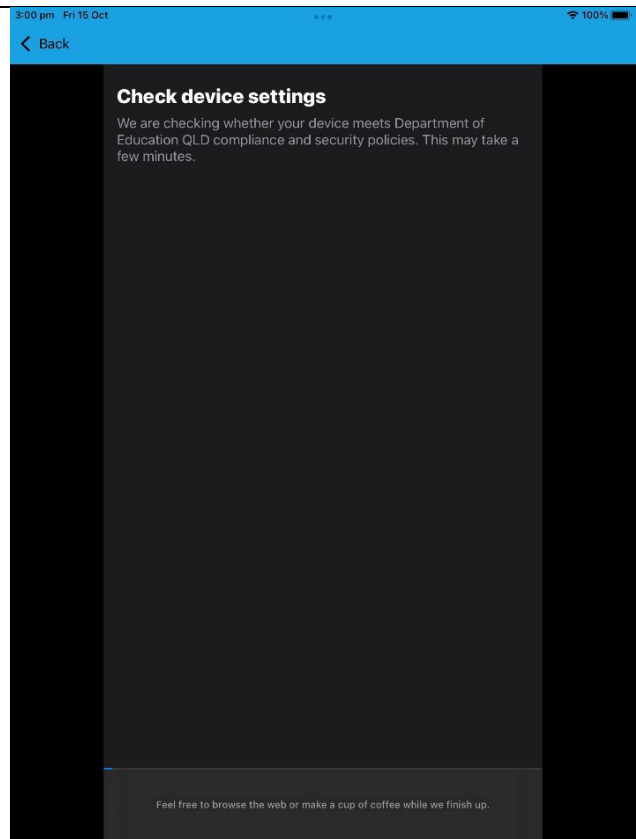 3:00 pm Fri 15 Oct
100%
Back
Check device settings
We are checking whether your device meets Department of
Education QLD compliance and security policies. This may take a
few minutes.
Feel free to browse the web or make a cup of coffee while we finish up.